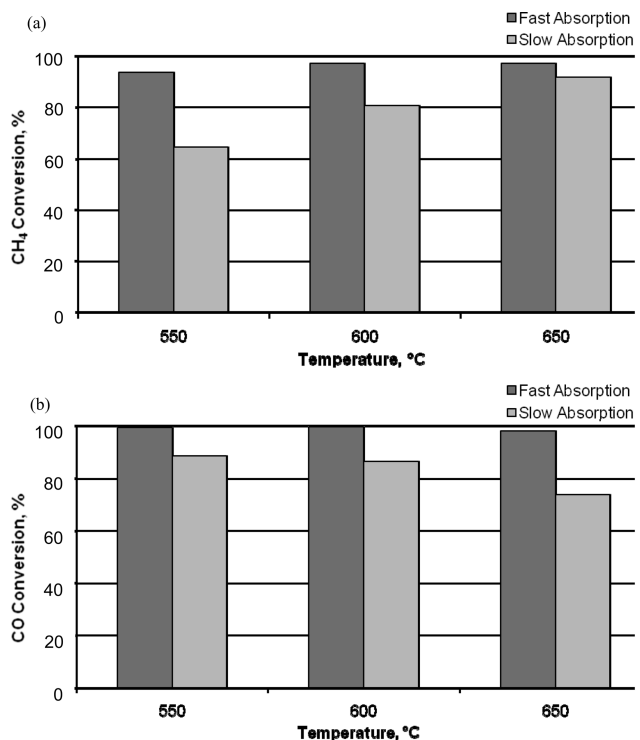 (a)
Fast Absorption
Slow Absorption
100
80
60
40
20
0
CH₄ Conversion, %
550 600 650
Temperature, °C
(b)
Fast Absorption
Slow Absorption
100
80
60
40
20
0
CO Conversion, %
550 600 650
Temperature, °C